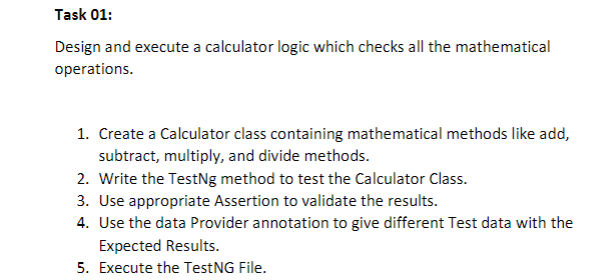 Task 01:
Design and execute a calculator logic which checks all the mathematical
operations.
1. Create a Calculator class containing mathematical methods like add,
subtract, multiply, and divide methods.
2. Write the TestNg method to test the Calculator Class.
3. Use appropriate Assertion to validate the results.
4. Use the data Provider annotation to give different Test data with the
Expected Results.
5. Execute the TestNG File.